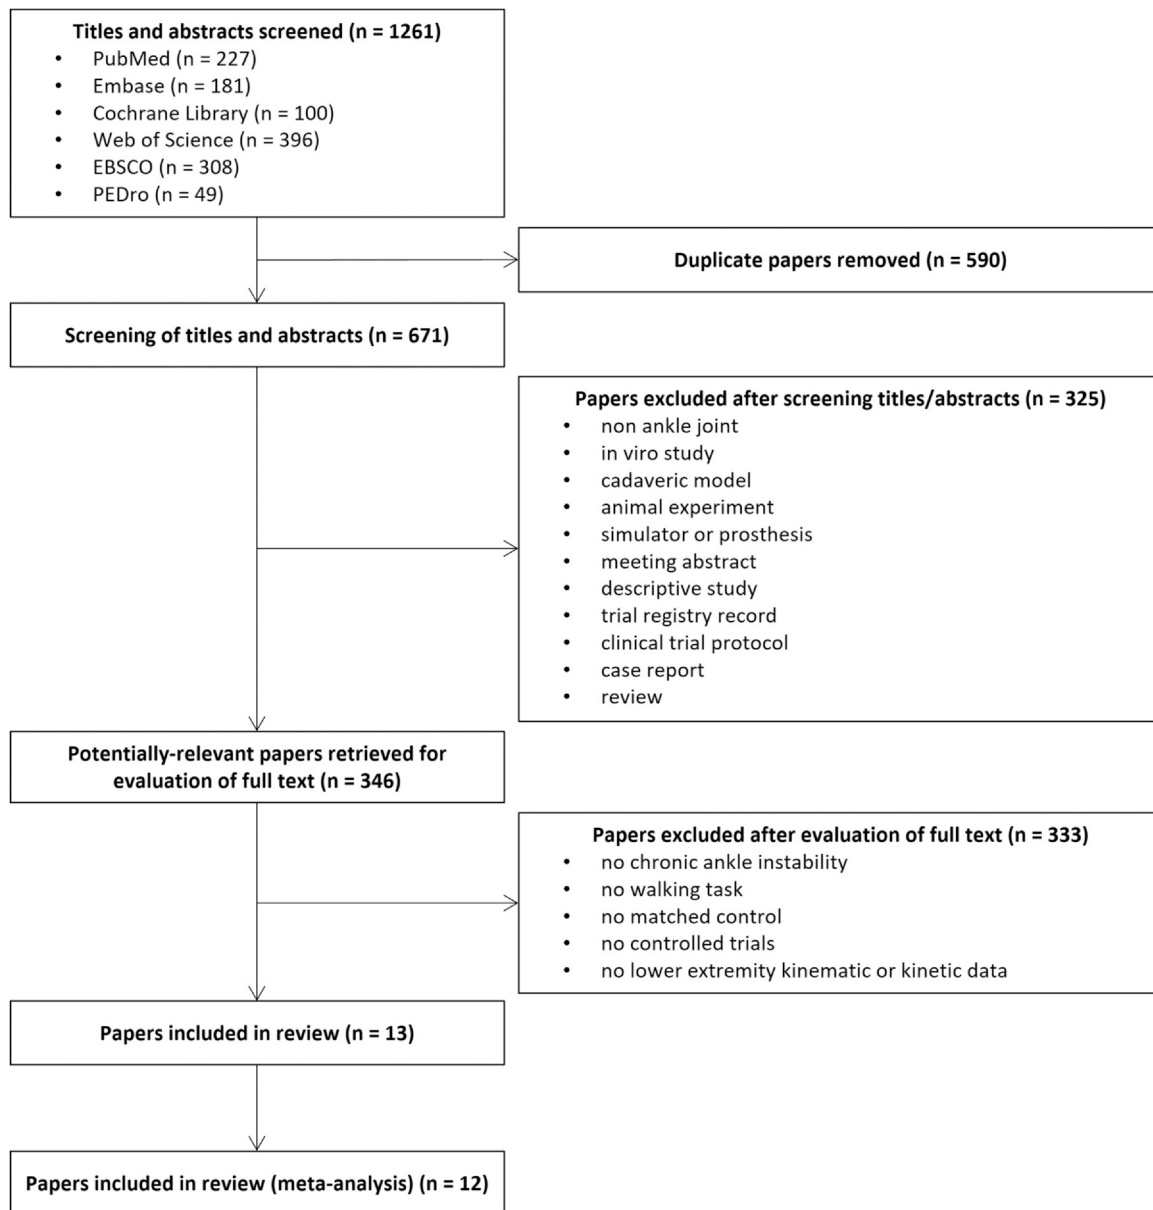 Titles and abstracts screened (n = 1261)
• PubMed (n = 227)
• Embase (n = 181)
• Cochrane Library (n = 100)
• Web of Science (n = 396)
• EBSCO (n = 308)
• PEDro (n = 49)
Duplicate papers removed (n = 590)
Screening of titles and abstracts (n = 671)
Papers excluded after screening titles/abstracts (n = 325)
• non ankle joint
• in viro study
• cadaveric model
• animal experiment
• simulator or prosthesis
• meeting abstract
• descriptive study
• trial registry record
• clinical trial protocol
• case report
• review
Potentially-relevant papers retrieved for
evaluation of full text (n = 346)
Papers excluded after evaluation of full text (n = 333)
• no chronic ankle instability
• no walking task
• no matched control
• no controlled trials
• no lower extremity kinematic or kinetic data
Papers included in review (n = 13)
Papers included in review (meta-analysis) (n = 12)